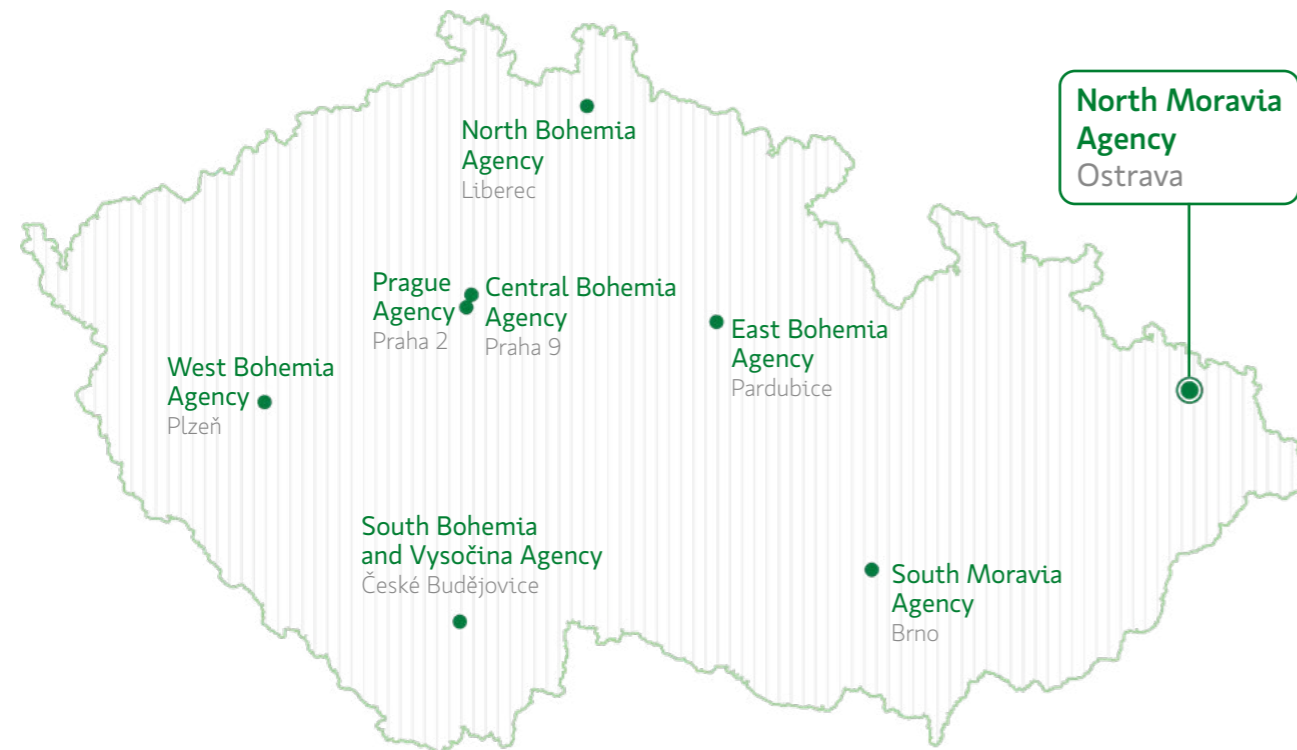 North Moravia
Agency
Ostrava
North Bohemia
Agency
Liberec
Prague
Agency
Praha 2
Central Bohemia
Agency
Praha 9
East Bohemia
Agency
Pardubice
West Bohemia
Agency
Plzeň
South Bohemia
and Vysočina Agency
České Budějovice
South Moravia
Agency
Brno